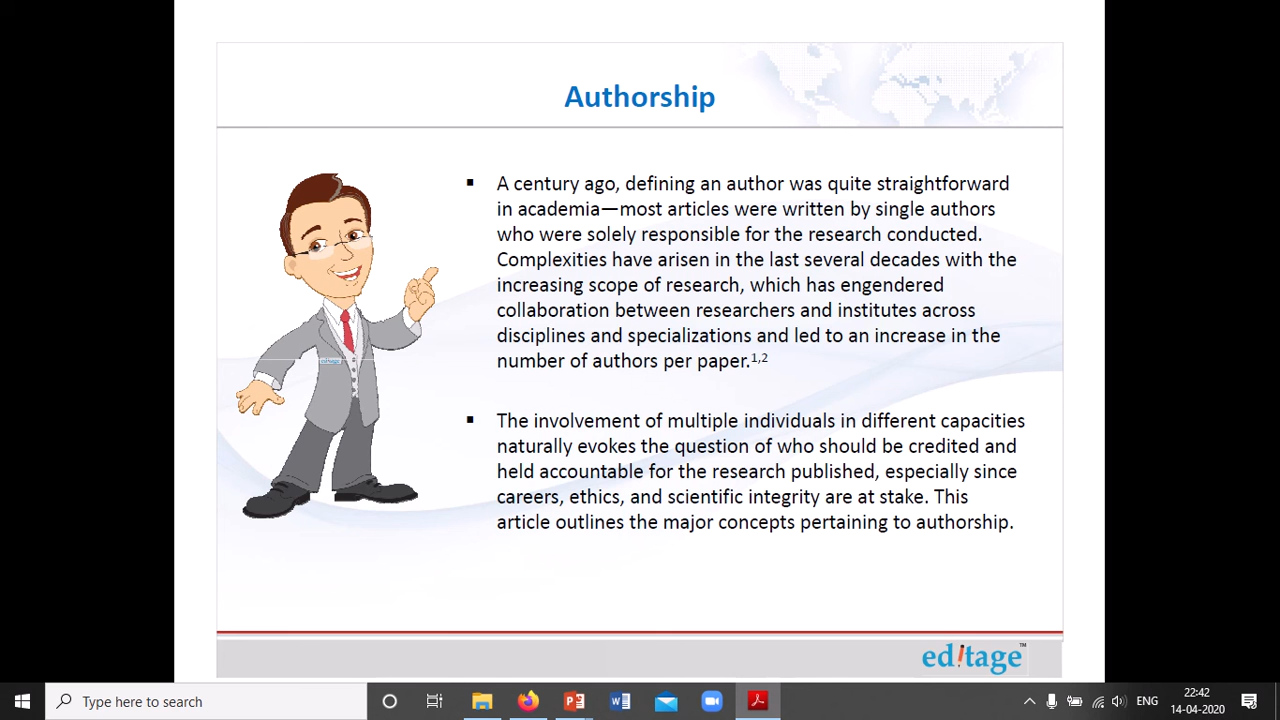 Authorship
▪ A century ago, defining an author was quite straightforward
in academia—most articles were written by single authors
who were solely responsible for the research conducted.
Complexities have arisen in the last several decades with the
increasing scope of research, which has engendered
collaboration between researchers and institutes across
disciplines and specializations and led to an increase in the
number of authors per paper.1,2
▪ The involvement of multiple individuals in different capacities
naturally evokes the question of who should be credited and
held accountable for the research published, especially since
careers, ethics, and scientific integrity are at stake. This
article outlines the major concepts pertaining to authorship.
editage
editage™
Type here to search
ENG
22:42
14-04-2020